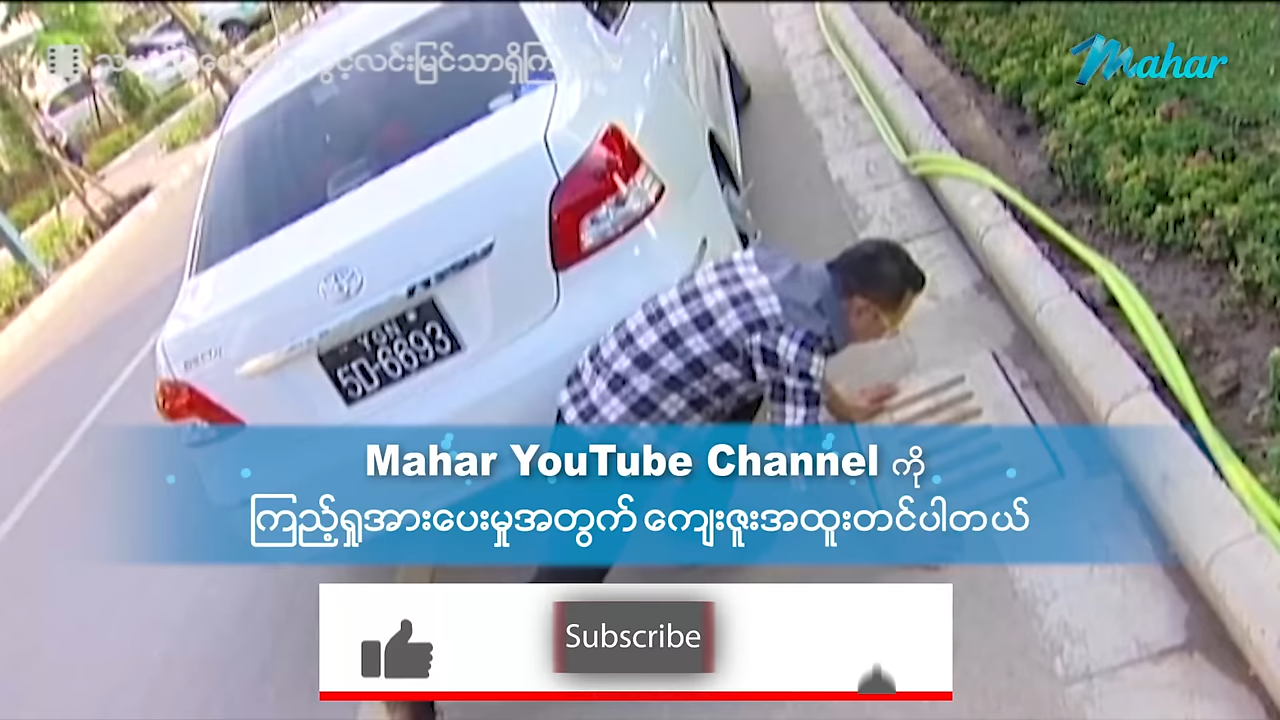 Mahar
YGN
5D-6693
Mahar YouTube Channel ကို
ကြည့်ရှုအားပေးမှုအတွက် ကျေးဇူးအထူးတင်ပါတယ်
Subscribe